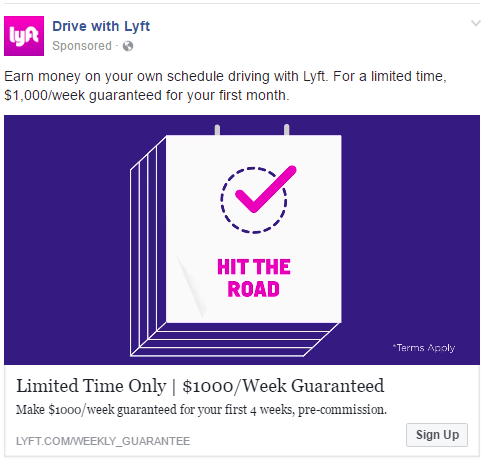 lyft
Drive with Lyft
Sponsored ·
Earn money on your own schedule driving with Lyft. For a limited time,
$1,000/week guaranteed for your first month.
HIT THE
ROAD
*Terms Apply
Limited Time Only | $1000/Week Guaranteed
Make $1000/week guaranteed for your first 4 weeks, pre-commission.
LYFT.COM/WEEKLY_GUARANTEE
Sign Up